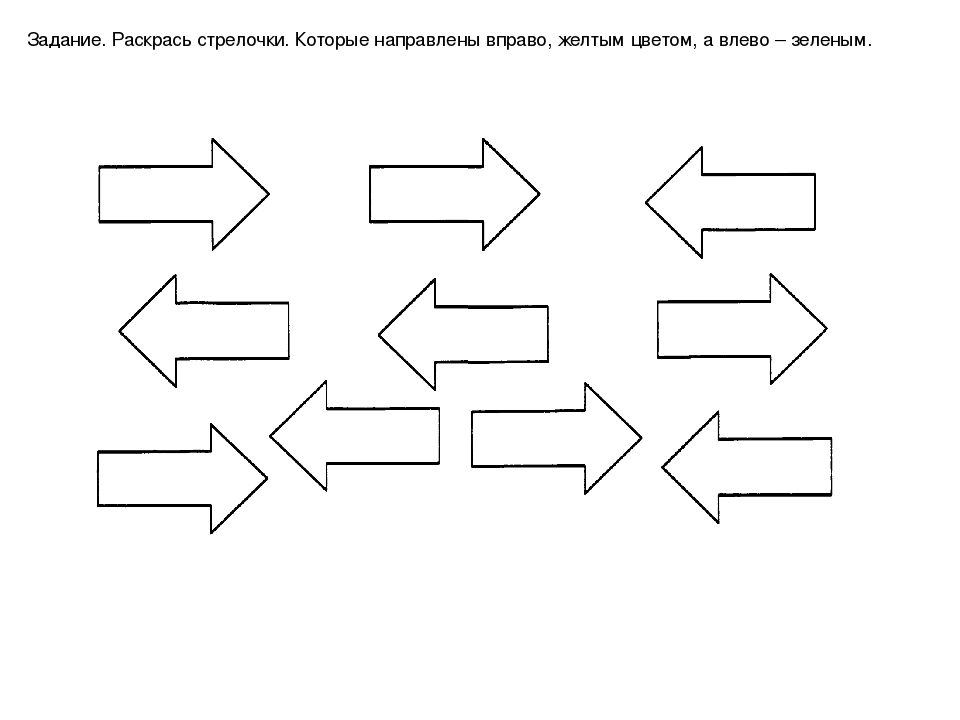 Задание. Раскрась стрелочки. Которые направлены вправо, желтым цветом, а влево – зеленым.